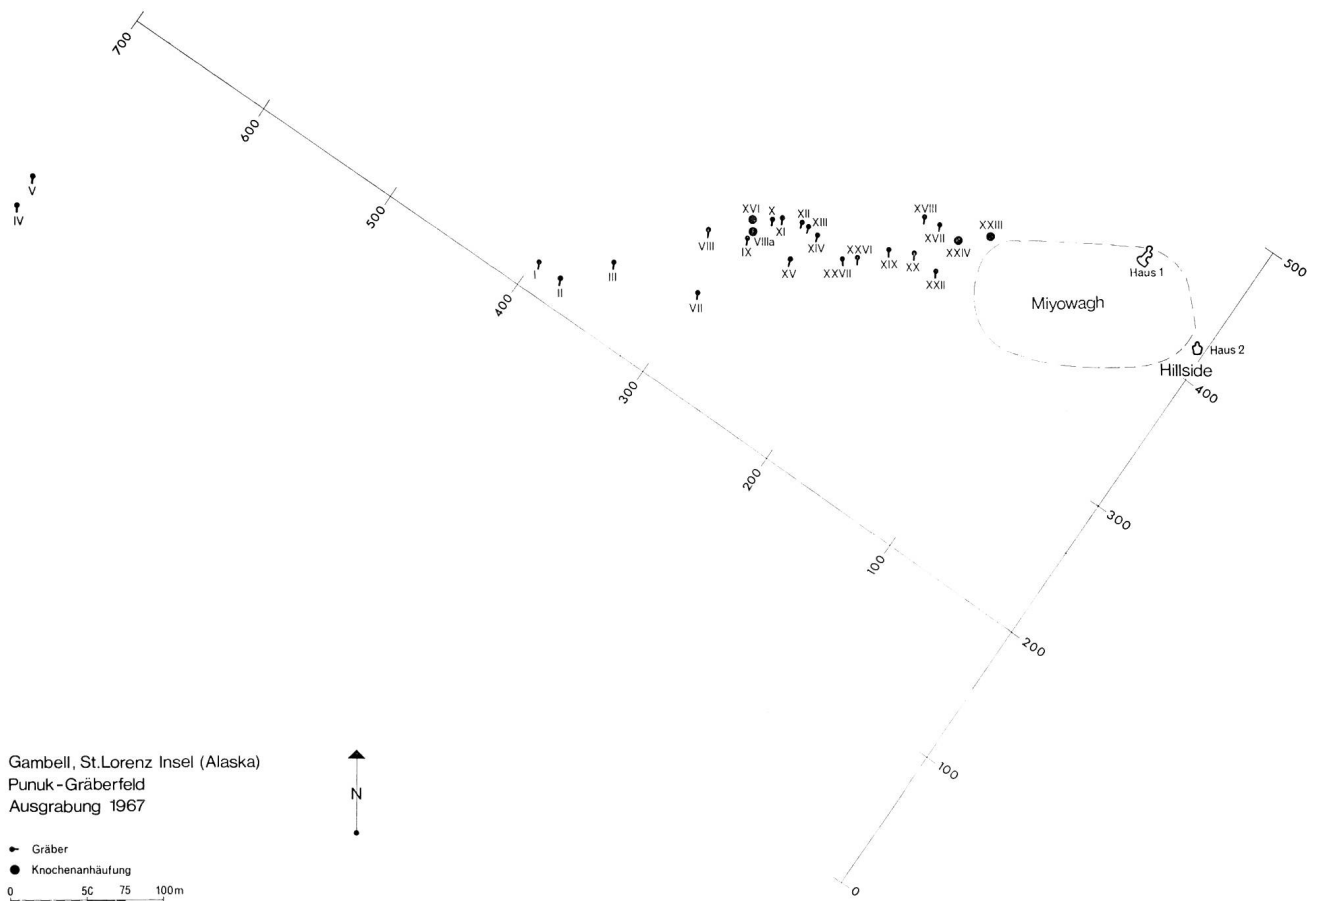 700
600
500
400
300
200
100
V
IV
I
II
III
VIII
VII
XVI
VIIIa
IX
X
XI
XII
XIII
XIV
XV
XXVII
XXVI
XIX
XX
XVIII
XVII
XXIV
XXII
XXIII
Haus 1
Miyowagh
Haus 2
Hillside
500
400
300
200
100
0
Gambell, St.Lorenz Insel (Alaska)
Punuk-Gräberfeld
Ausgrabung 1967
N
Gräber
Knochenanhäufung
0 50 75 100m